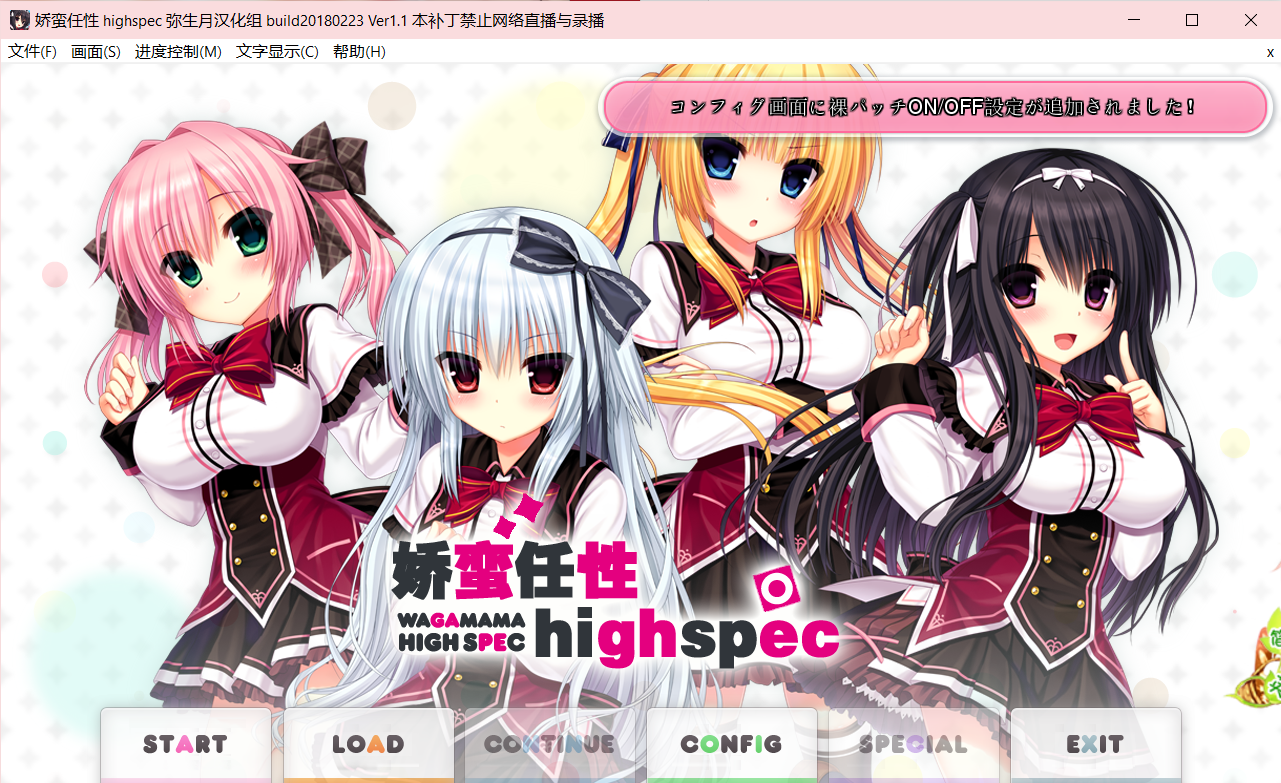 娇蛮任性 highspec 弥生月汉化组 build20180223 Ver1.1 本补丁禁止网络直播与录播
文件(F) 画面(S) 进度控制(M) 文字显示(C) 帮助(H) x
コンフィグ画面に裸パッチON/OFF設定が追加されました！
娇蛮任性
WAGAMAMA
HIGH SPEC
highspec
START LOAD CONTINUE CONFIG SPECIAL EXIT